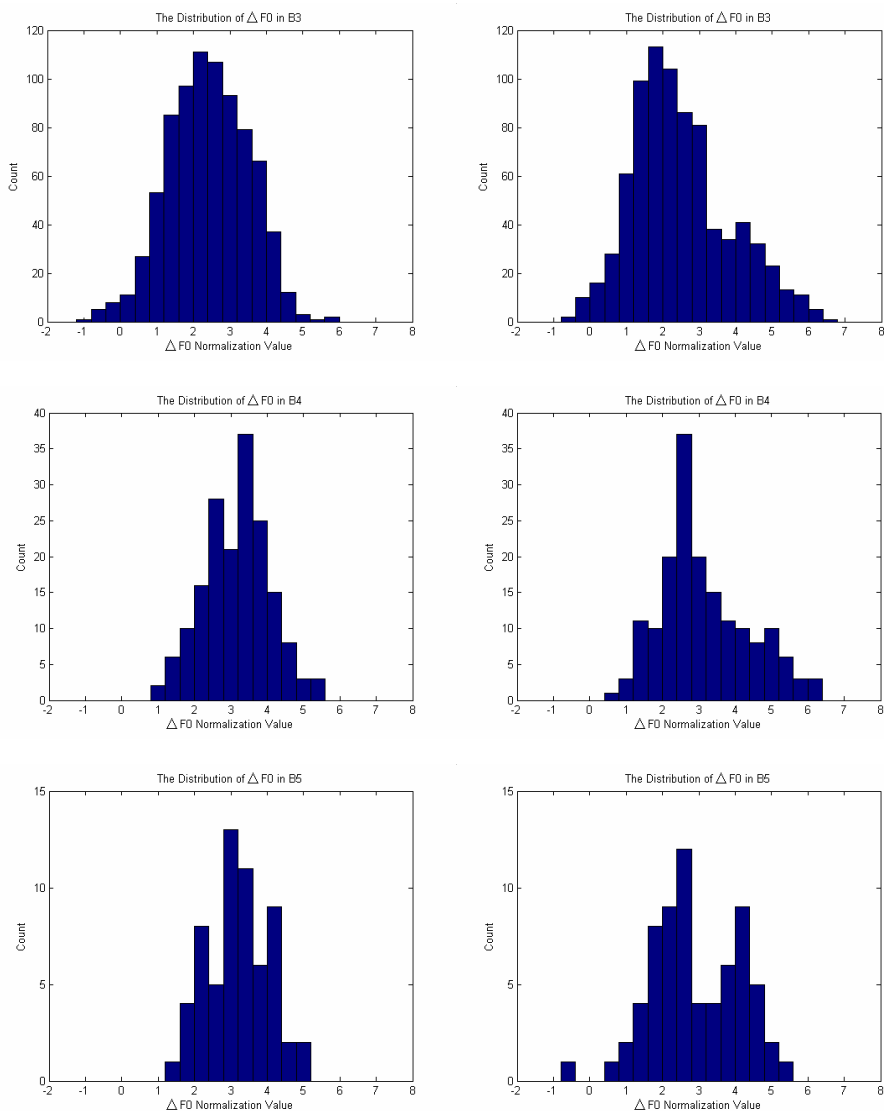 The Distribution of △ F0 in B3
120
100
80
60
40
20
0
Count
-2 -1 0 1 2 3 4 5 6 7 8
△ F0 Normalization Value
The Distribution of △ F0 in B3
120
100
80
60
40
20
0
Count
-2 -1 0 1 2 3 4 5 6 7 8
△ F0 Normalization Value
The Distribution of △ F0 in B4
40
35
30
25
20
15
10
5
0
Count
-2 -1 0 1 2 3 4 5 6 7 8
△ F0 Normalization Value
The Distribution of △ F0 in B4
40
35
30
25
20
15
10
5
0
Count
-2 -1 0 1 2 3 4 5 6 7 8
△ F0 Normalization Value
The Distribution of △ F0 in B5
15
10
5
0
Count
-2 -1 0 1 2 3 4 5 6 7 8
△ F0 Normalization Value
The Distribution of △ F0 in B5
15
10
5
0
Count
-2 -1 0 1 2 3 4 5 6 7 8
△ F0 Normalization Value